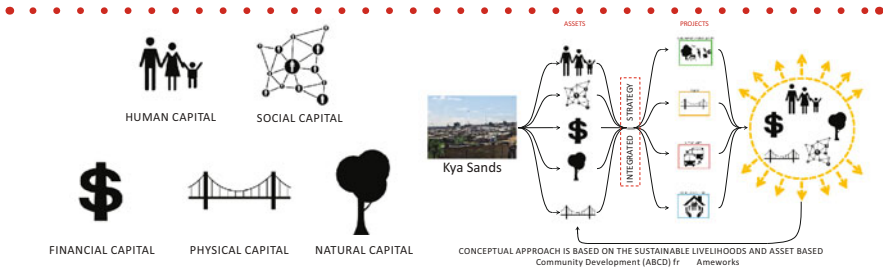 HUMAN CAPITAL
SOCIAL CAPITAL
FINANCIAL CAPITAL
PHYSICAL CAPITAL
NATURAL CAPITAL
Kya Sands
ASSETS
INTEGRATED STRATEGY
PROJECTS
CONCEPTUAL APPROACH IS BASED ON THE SUSTAINABLE LIVELIHOODS AND ASSET BASED
Community Development (ABCD) fr Ameworks